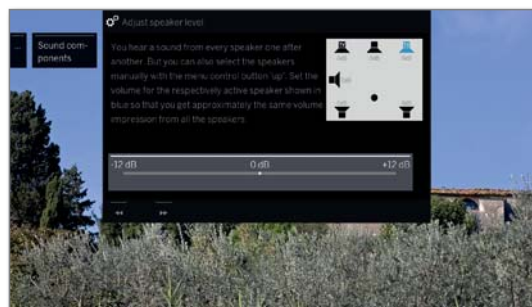 Adjust speaker level
Sound com-
ponents
...
You hear a sound from every speaker one after
another. But you can also select the speakers
manually with the menu control button 'up'. Set the
volume for the respectively active speaker shown in
blue so that you get approximately the same volume
impression from all the speakers.
-12 dB 0 dB +12 dB